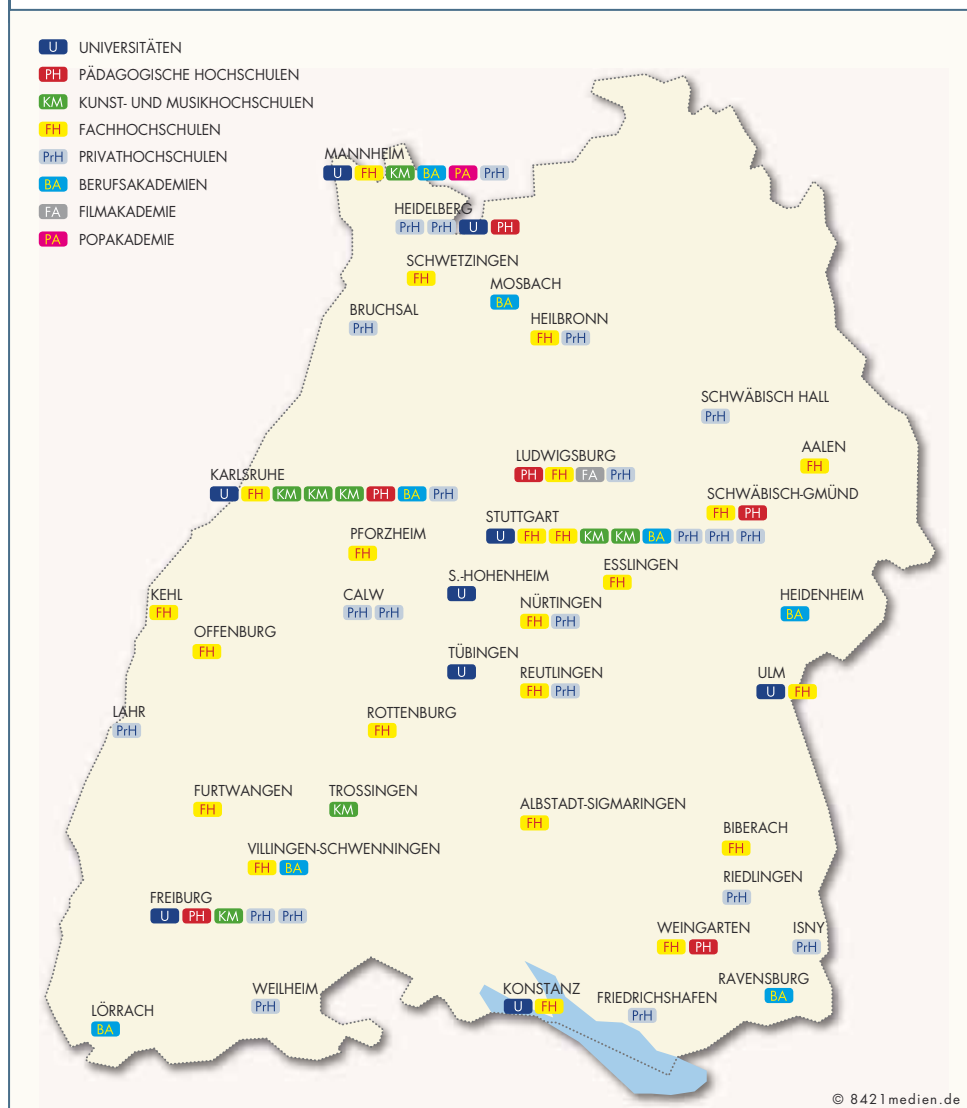 U UNIVERSITÄTEN
PH PÄDAGOGISCHE HOCHSCHULEN
KM KUNST- UND MUSIKHOCHSCHULEN
FH FACHHOCHSCHULEN
PrH PRIVATHOCHSCHULEN
BA BERUFSAKADEMIEN
FA FILMAKADEMIE
PA POPAKADEMIE
MANNHEIM
U FH KM BA PA PrH
HEIDELBERG
PrH PrH U PH
SCHWETZINGEN
FH
MOSBACH
BA
BRUCHSAL
PrH
HEILBRONN
FH PrH
SCHWÄBISCH HALL
PrH
AALEN
FH
LUDWIGSBURG
PH FH FA PrH
KARLSRUHE
U FH KM KM KM PH BA PrH
SCHWÄBISCH-GMÜND
FH PH
STUTTGART
U FH FH KM KM BA PrH PrH PrH
PFORZHEIM
FH
ESSLINGEN
FH
S.-HOHENHEIM
U
KEHL
FH
CALW
PrH PrH
NÜRTINGEN
FH PrH
HEIDENHEIM
BA
OFFENBURG
FH
TÜBINGEN
U
REUTLINGEN
FH PrH
ULM
U FH
LAHR
PrH
ROTTENBURG
FH
FURTWANGEN
FH
TROSSINGEN
KM
ALBSTADT-SIGMARINGEN
FH
BIBERACH
FH
VILLINGEN-SCHWENNINGEN
FH BA
RIEDLINGEN
PrH
FREIBURG
U PH KM PrH PrH
WEINGARTEN
FH PH
ISNY
PrH
RAVENSBURG
BA
WEILHEIM
PrH
KONSTANZ
U FH
FRIEDRICHSHAFEN
PrH
LÖRRACH
BA
© 8421medien.de